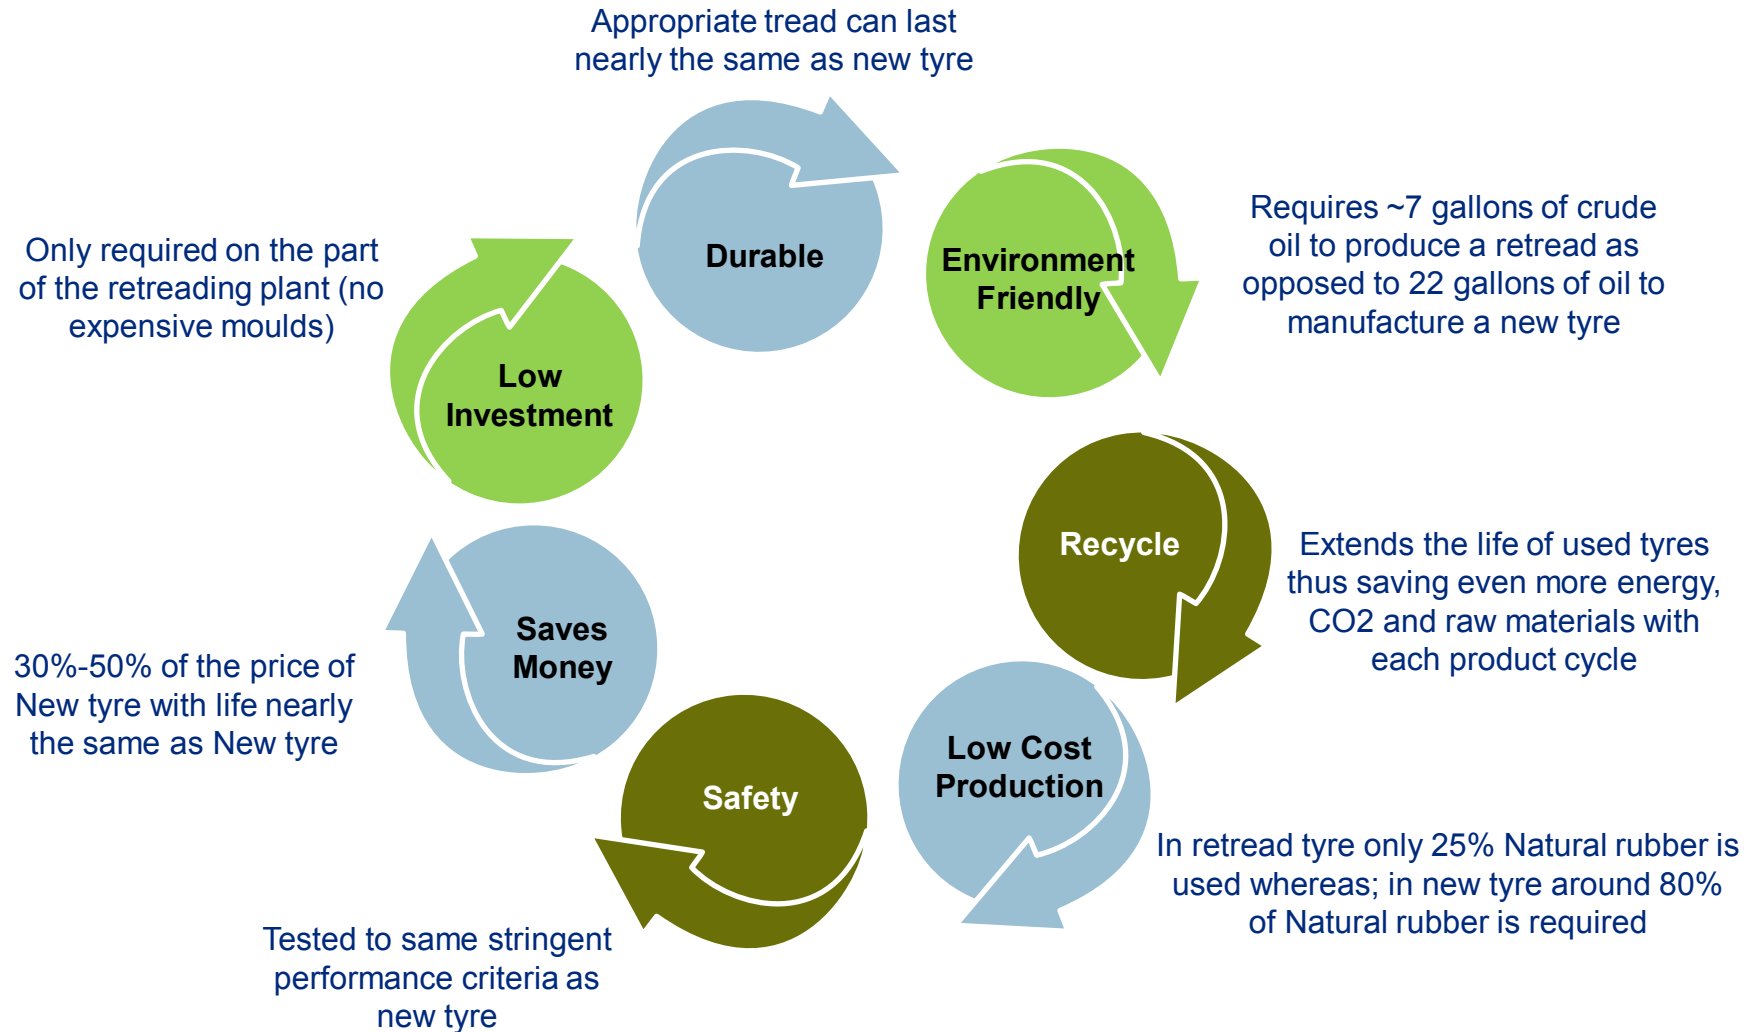 Appropriate tread can last
nearly the same as new tyre
Durable
Environment
Friendly
Requires ~7 gallons of crude
oil to produce a retread as
opposed to 22 gallons of oil to
manufacture a new tyre
Recycle
Extends the life of used tyres
thus saving even more energy,
CO2 and raw materials with
each product cycle
Low Cost
Production
In retread tyre only 25% Natural rubber is
used whereas; in new tyre around 80%
of Natural rubber is required
Safety
Tested to same stringent
performance criteria as
new tyre
Saves
Money
30%-50% of the price of
New tyre with life nearly
the same as New tyre
Low
Investment
Only required on the part
of the retreading plant (no
expensive moulds)